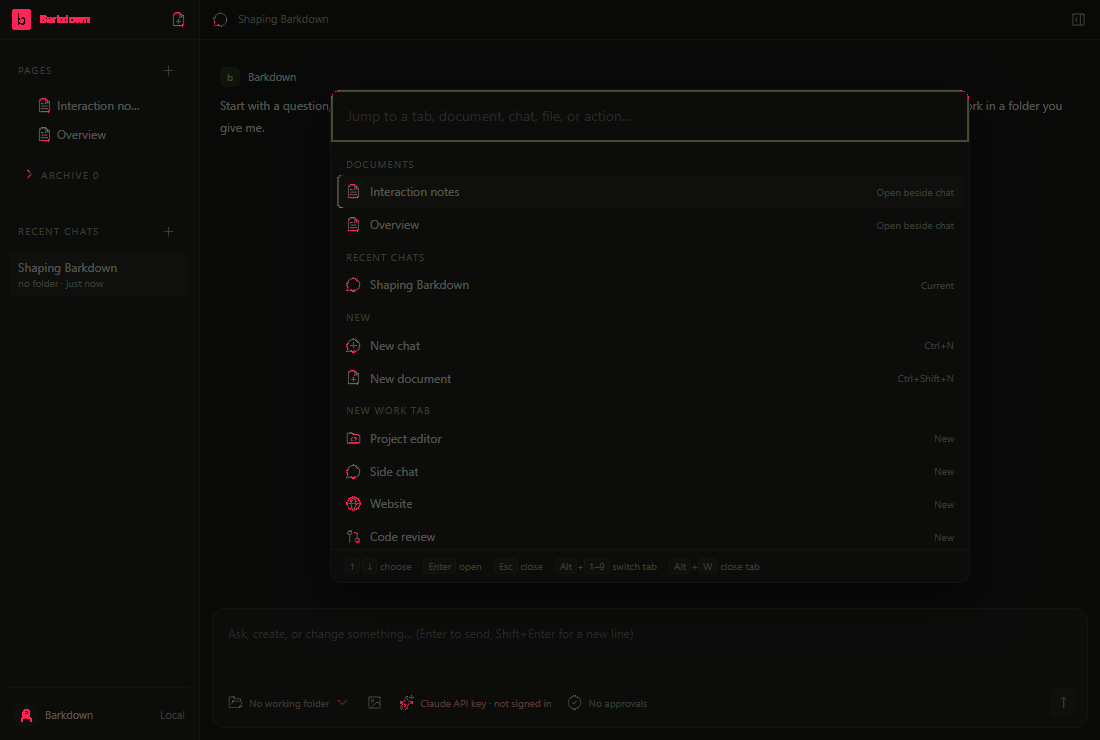 b Barkdown
Shaping Barkdown
PAGES
Interaction no...
Overview
ARCHIVE 0
RECENT CHATS
Shaping Barkdown
no folder · just now
Barkdown
Local
b Barkdown
Start with a question,
ork in a folder you
give me.
Jump to a tab, document, chat, file, or action...
DOCUMENTS
Interaction notes Open beside chat
Overview Open beside chat
RECENT CHATS
Shaping Barkdown Current
NEW
New chat Ctrl+N
New document Ctrl+Shift+N
NEW WORK TAB
Project editor New
Side chat New
Website New
Code review New
↑ ↓ choose Enter open Esc close Alt + 1–9 switch tab Alt + W close tab
Ask, create, or change something... (Enter to send, Shift+Enter for a new line)
No working folder Claude API key · not signed in No approvals